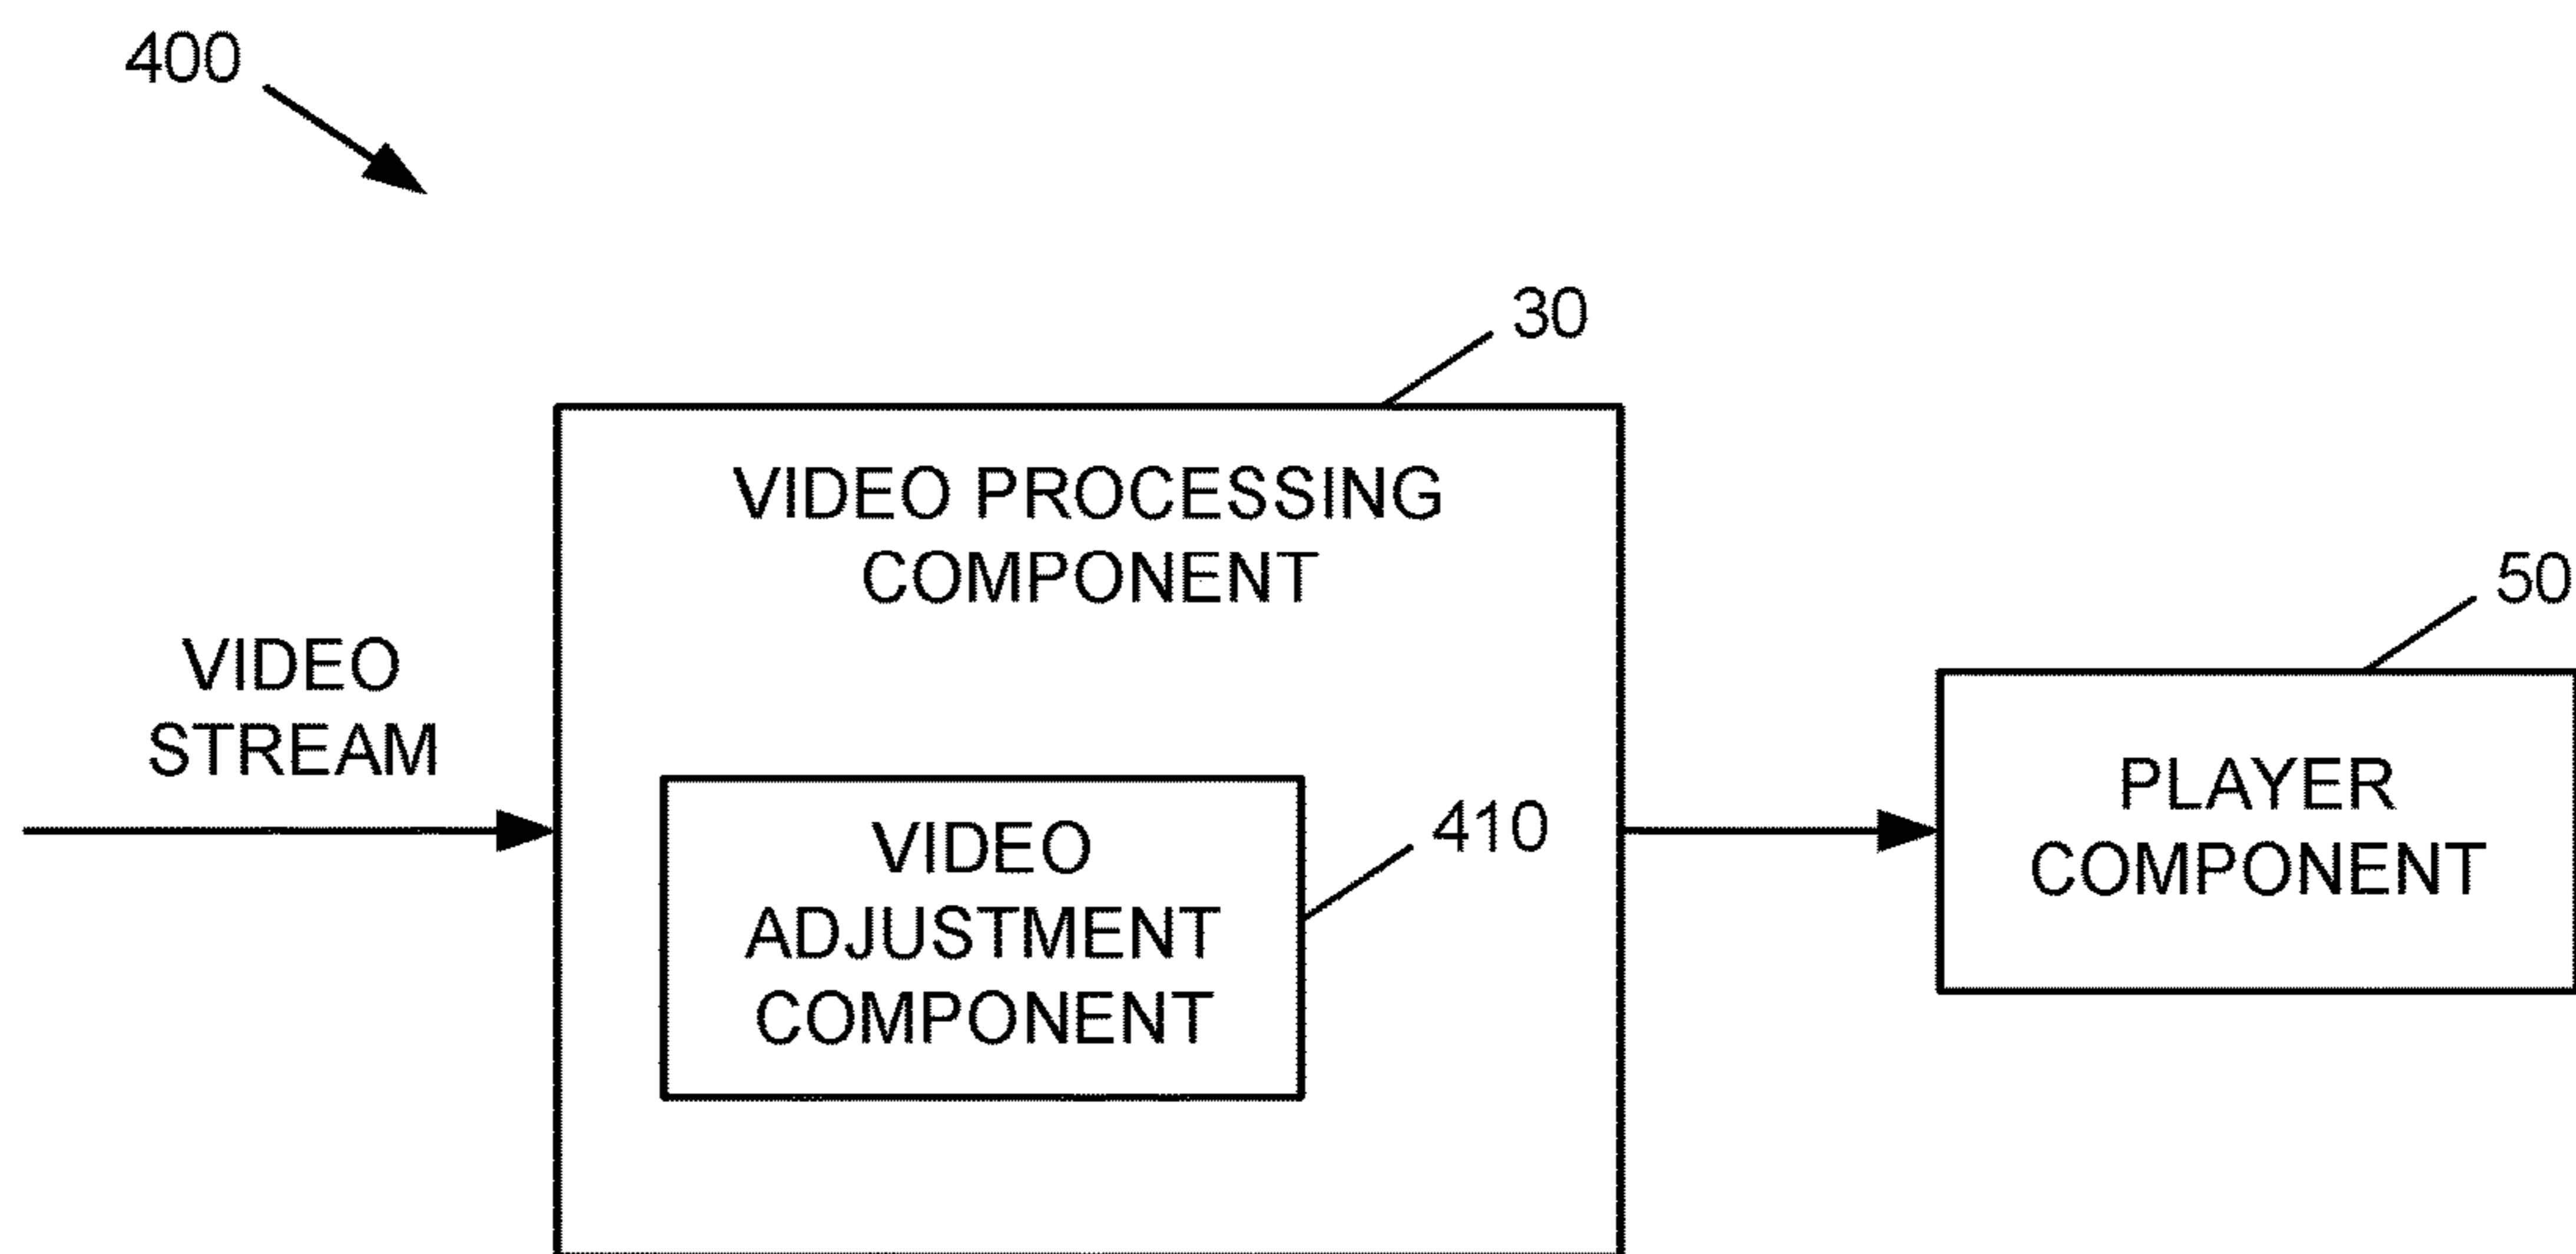 400
30
VIDEO PROCESSING
COMPONENT
50
VIDEO
STREAM
PLAYER
COMPONENT
410
VIDEO
ADJUSTMENT
COMPONENT